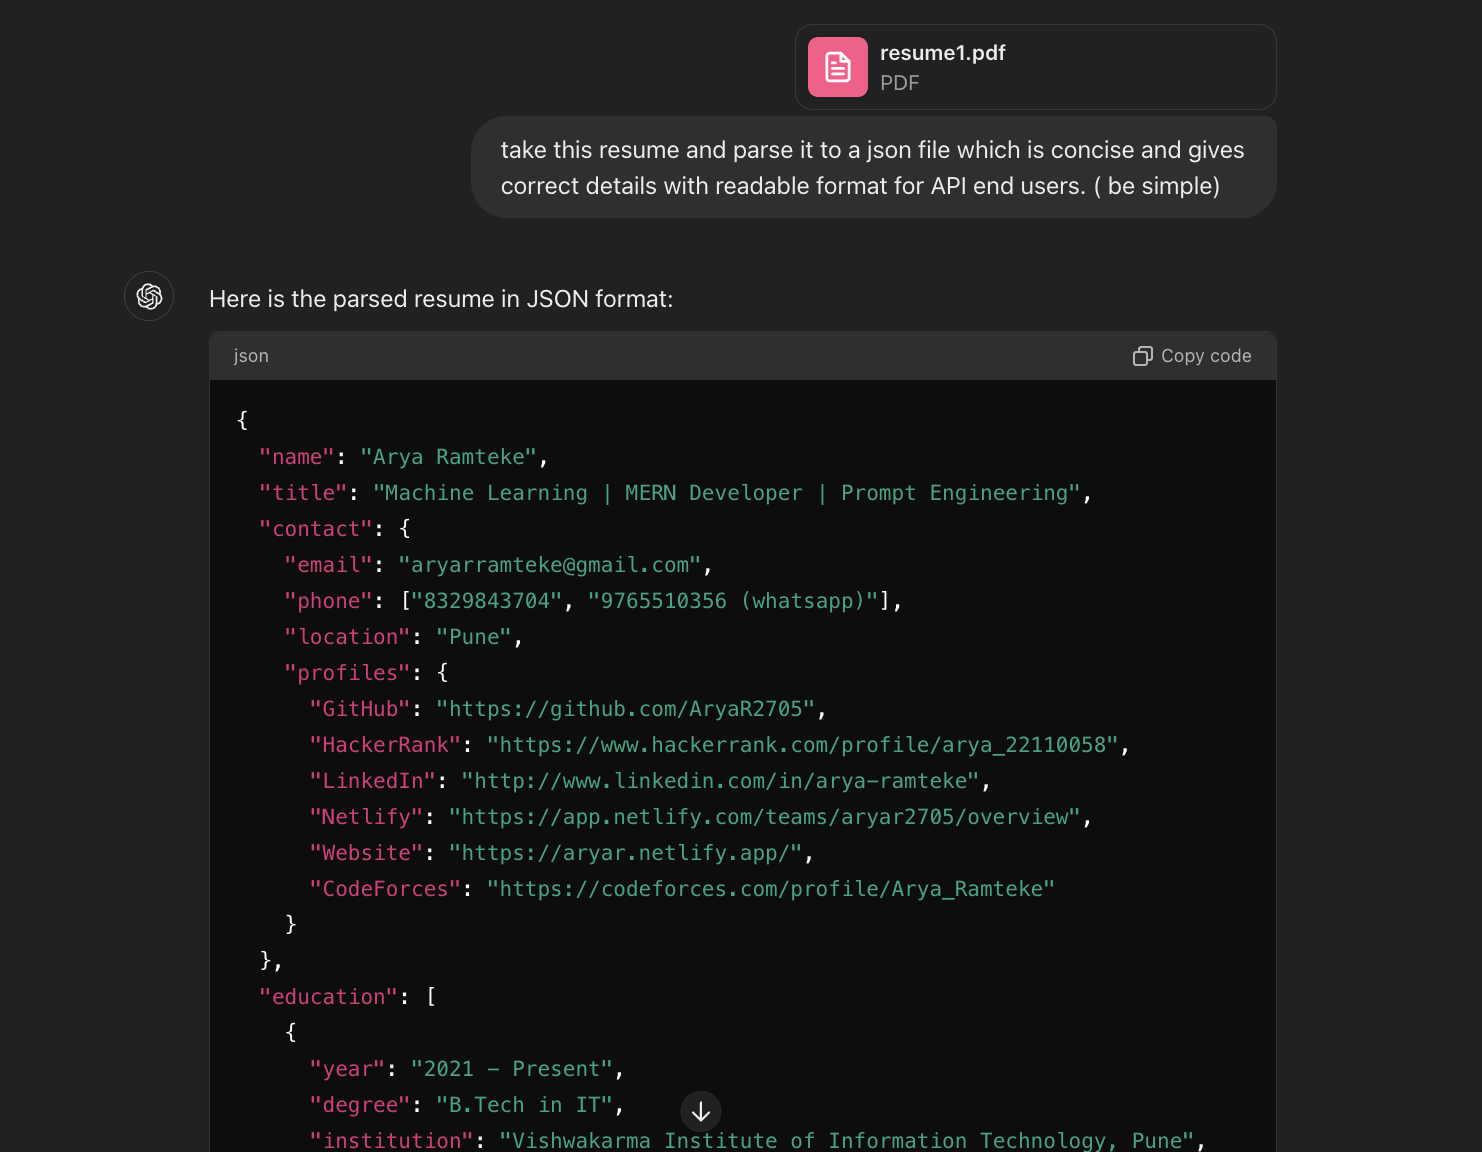 resume1.pdf
PDF
take this resume and parse it to a json file which is concise and gives
correct details with readable format for API end users. ( be simple)
Here is the parsed resume in JSON format:
json
Copy code
{
"name": "Arya Ramteke",
"title": "Machine Learning | MERN Developer | Prompt Engineering",
"contact": {
"email": "aryarramteke@gmail.com",
"phone": ["8329843704", "9765510356 (whatsapp)"],
"location": "Pune",
"profiles": {
"GitHub": "https://github.com/AryaR2705",
"HackerRank": "https://www.hackerrank.com/profile/arya_22110058",
"LinkedIn": "http://www.linkedin.com/in/arya-ramteke",
"Netlify": "https://app.netlify.com/teams/aryar2705/overview",
"Website": "https://aryar.netlify.app/",
"CodeForces": "https://codeforces.com/profile/Arya_Ramteke"
}
},
"education": [
{
"year": "2021 - Present",
"degree": "B.Tech in IT",
"institution": "Vishwakarma Institute of Information Technology, Pune",